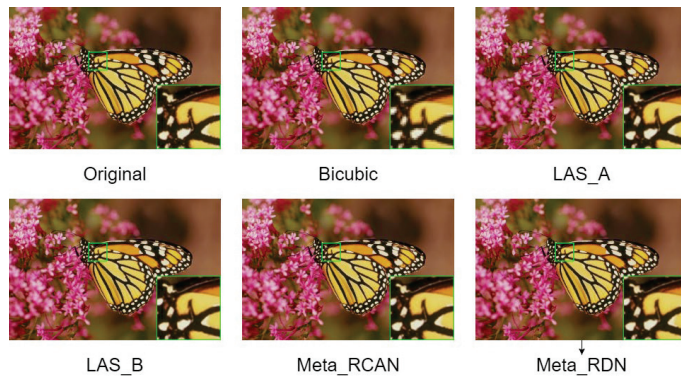 Original
Bicubic
LAS_A
LAS_B
Meta_RCAN
Meta_RDN